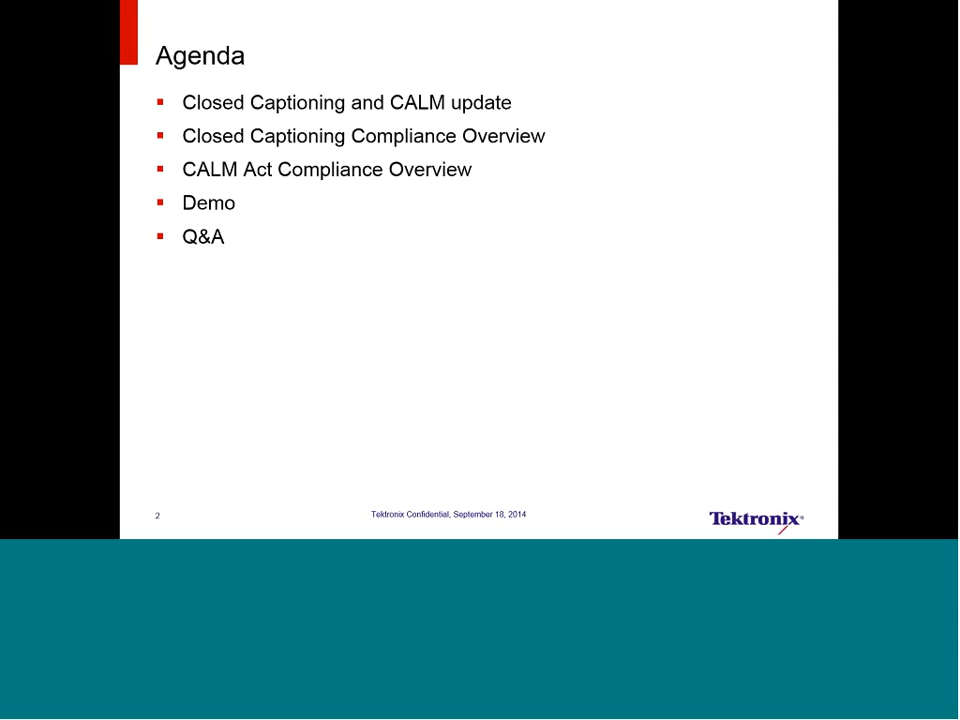 Agenda
Closed Captioning and CALM update
Closed Captioning Compliance Overview
CALM Act Compliance Overview
Demo
Q&A
2
Tektronix Confidential, September 18, 2014
Tektronix®